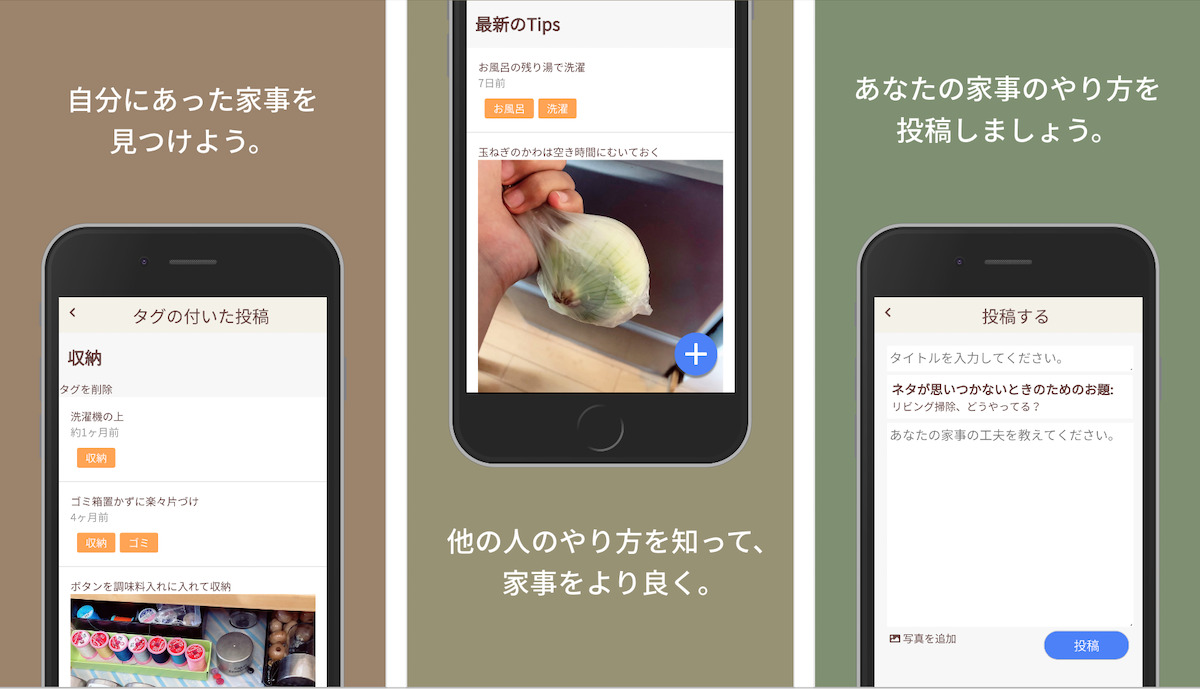 自分にあった家事を
見つけよう。
タグの付いた投稿
収納
タグを削除
洗濯機の上
約1ヶ月前
収納
ゴミ箱置かずに楽々片づけ
4ヶ月前
収納 ゴミ
ボタンを調味料入れに入れて収納
最新のTips
お風呂の残り湯で洗濯
7日前
お風呂 洗濯
玉ねぎのかわは空き時間にむいておく
他の人のやり方を知って、
家事をより良く。
あなたの家事のやり方を
投稿しましょう。
投稿する
タイトルを入力してください。
ネタが思いつかないときのためのお題:
リビング掃除、どうやってる？
あなたの家事の工夫を教えてください。
写真を追加
投稿